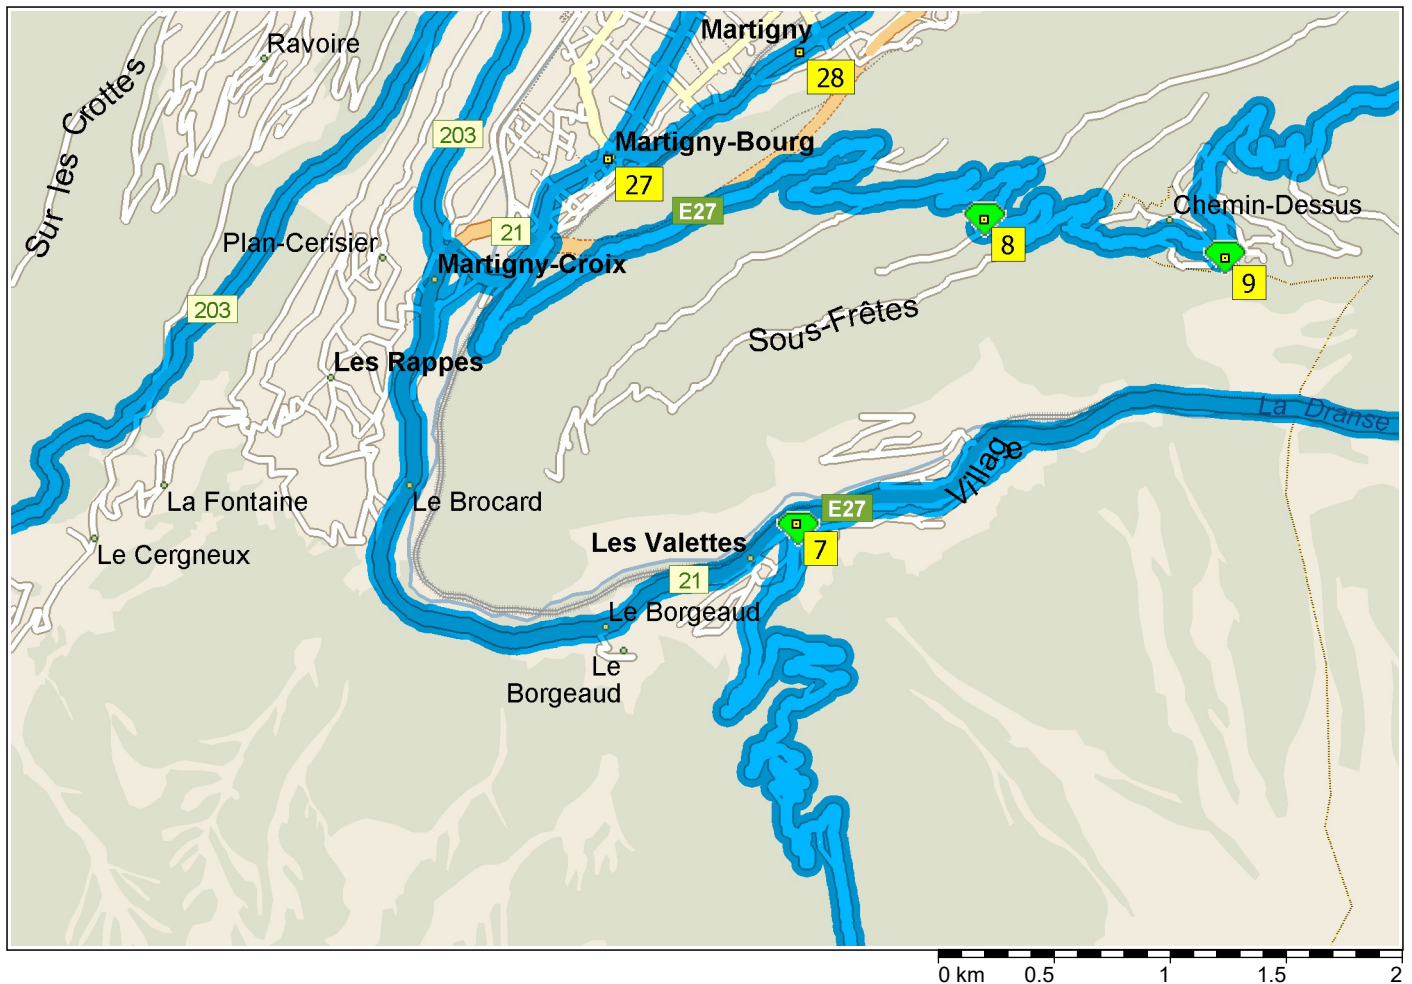 Martigny
Ravoire
Sur les Crottes
28
203
Martigny-Bourg
27
E27
Chemin-Dessus
21
Plan-Cerisier
8
Martigny-Croix
9
203
Sous-Frêtes
Les Rappes
La Dranse
Village
La Fontaine
Le Brocard
E27
Le Cergneux
Les Valettes
7
21
Le Borgeaud
Le
Borgeaud
0 km 0.5 1 1.5 2